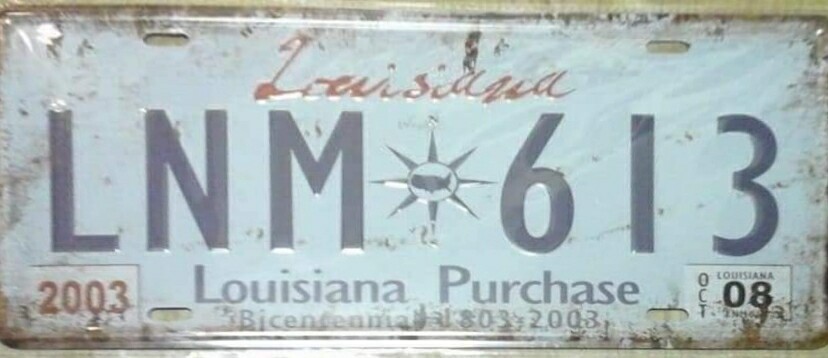 Louisiana
N
LNM 613
2003
Louisiana Purchase
Bicentennial 1803-2003
OCT
LOUISIANA
08